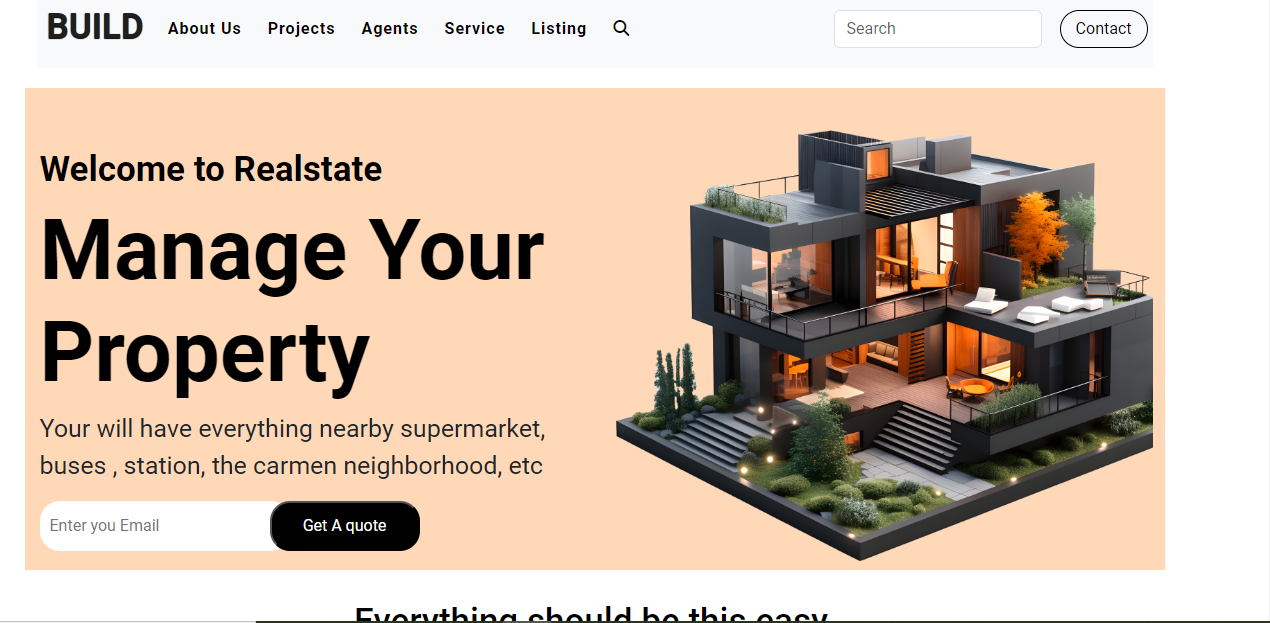 BUILD About Us Projects Agents Service Listing Search Contact
Welcome to Realstate
Manage Your
Property
Your will have everything nearby supermarket,
buses , station, the carmen neighborhood, etc
Enter you Email Get A quote
Everything should be this easy